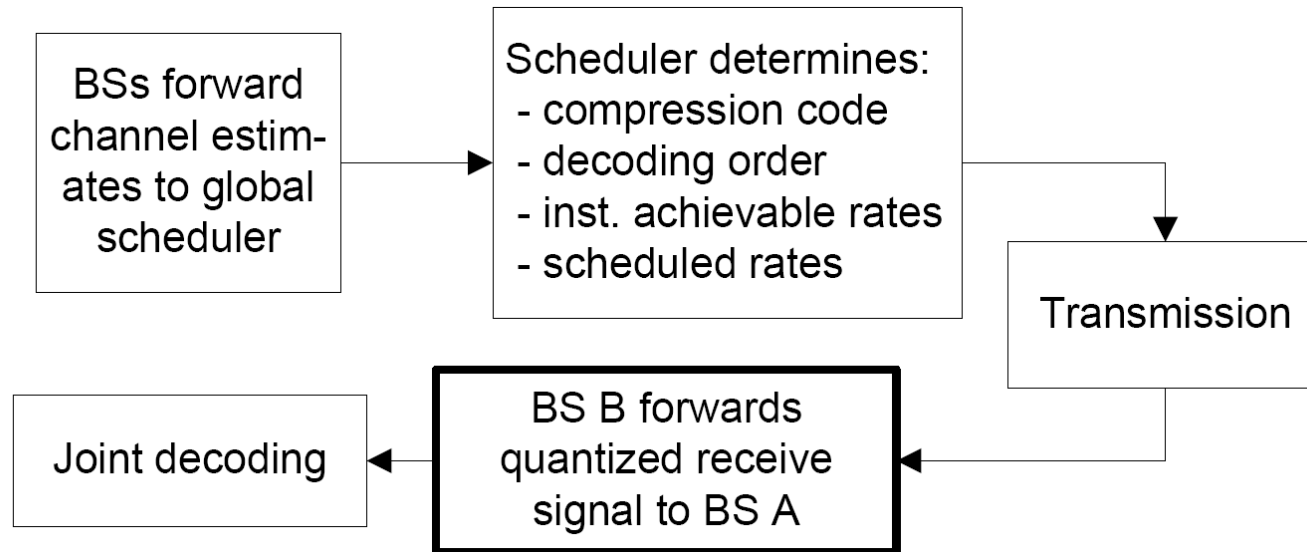 BSs forward
channel estim-
ates to global
scheduler
Scheduler determines:
- compression code
- decoding order
- inst. achievable rates
- scheduled rates
Transmission
BS B forwards
quantized receive
signal to BS A
Joint decoding